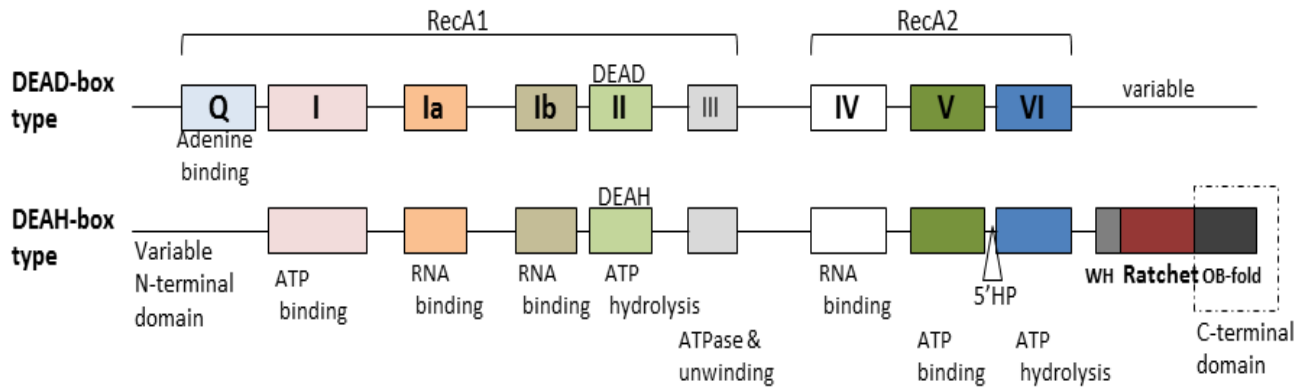 RecA1
RecA2
DEAD-box
type
DEAD
Q
I
Ia
Ib
II
III
IV
V
VI
variable
Adenine
binding
DEAH-box
type
DEAH
Variable
N-terminal
domain
ATP
binding
RNA
binding
RNA
binding
ATP
hydrolysis
ATPase &
unwinding
RNA
binding
ATP
binding
5'HP
ATP
hydrolysis
WH
Ratchet
OB-fold
C-terminal
domain